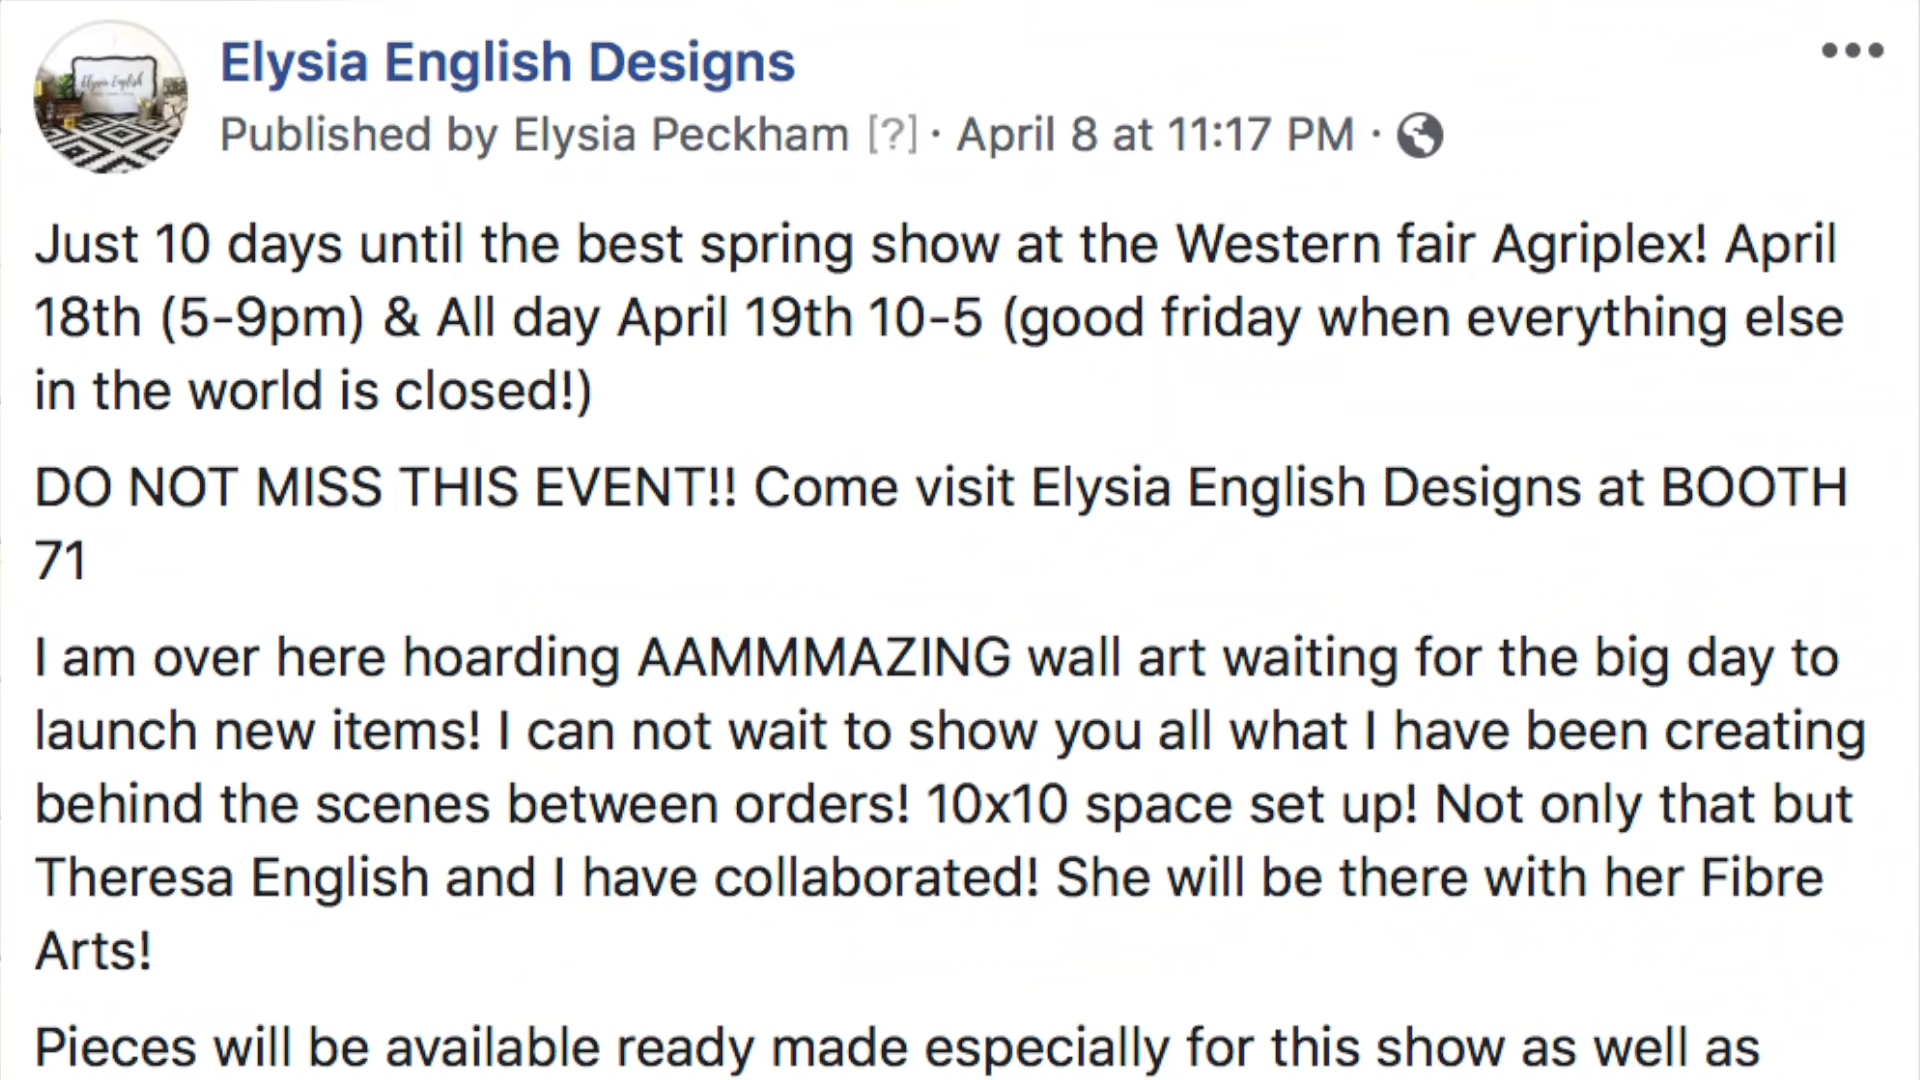 Elysia English Designs
Published by Elysia Peckham [?] · April 8 at 11:17 PM ·
Just 10 days until the best spring show at the Western fair Agriplex! April
18th (5-9pm) & All day April 19th 10-5 (good friday when everything else
in the world is closed!)
DO NOT MISS THIS EVENT!! Come visit Elysia English Designs at BOOTH
71
I am over here hoarding AAMMMAZING wall art waiting for the big day to
launch new items! I can not wait to show you all what I have been creating
behind the scenes between orders! 10x10 space set up! Not only that but
Theresa English and I have collaborated! She will be there with her Fibre
Arts!
Pieces will be available ready made especially for this show as well as